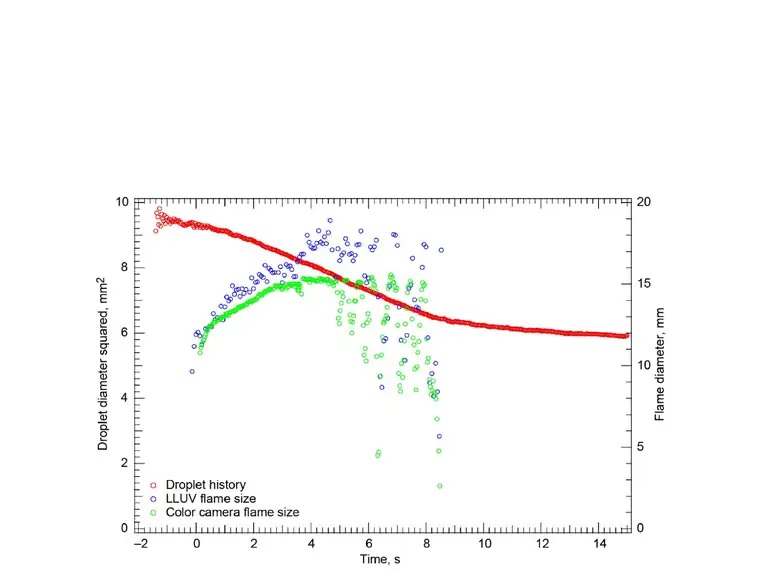 10
8
6
4
2
0
Droplet diameter squared, mm2
20
15
10
5
0
Flame diameter, mm
Droplet history
LLUV flame size
Color camera flame size
–2 0 2 4 6 8 10 12 14
Time, s